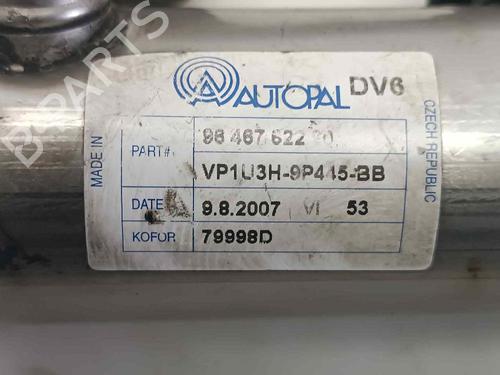 B-PARTS
AUTOPAL DV6
MADE IN
CZECH REPUBLIC
PART# 96 467 622
VP1U3H-9P445-BB
DATE 9.8.2007 VI 53
KOFOR 79998D